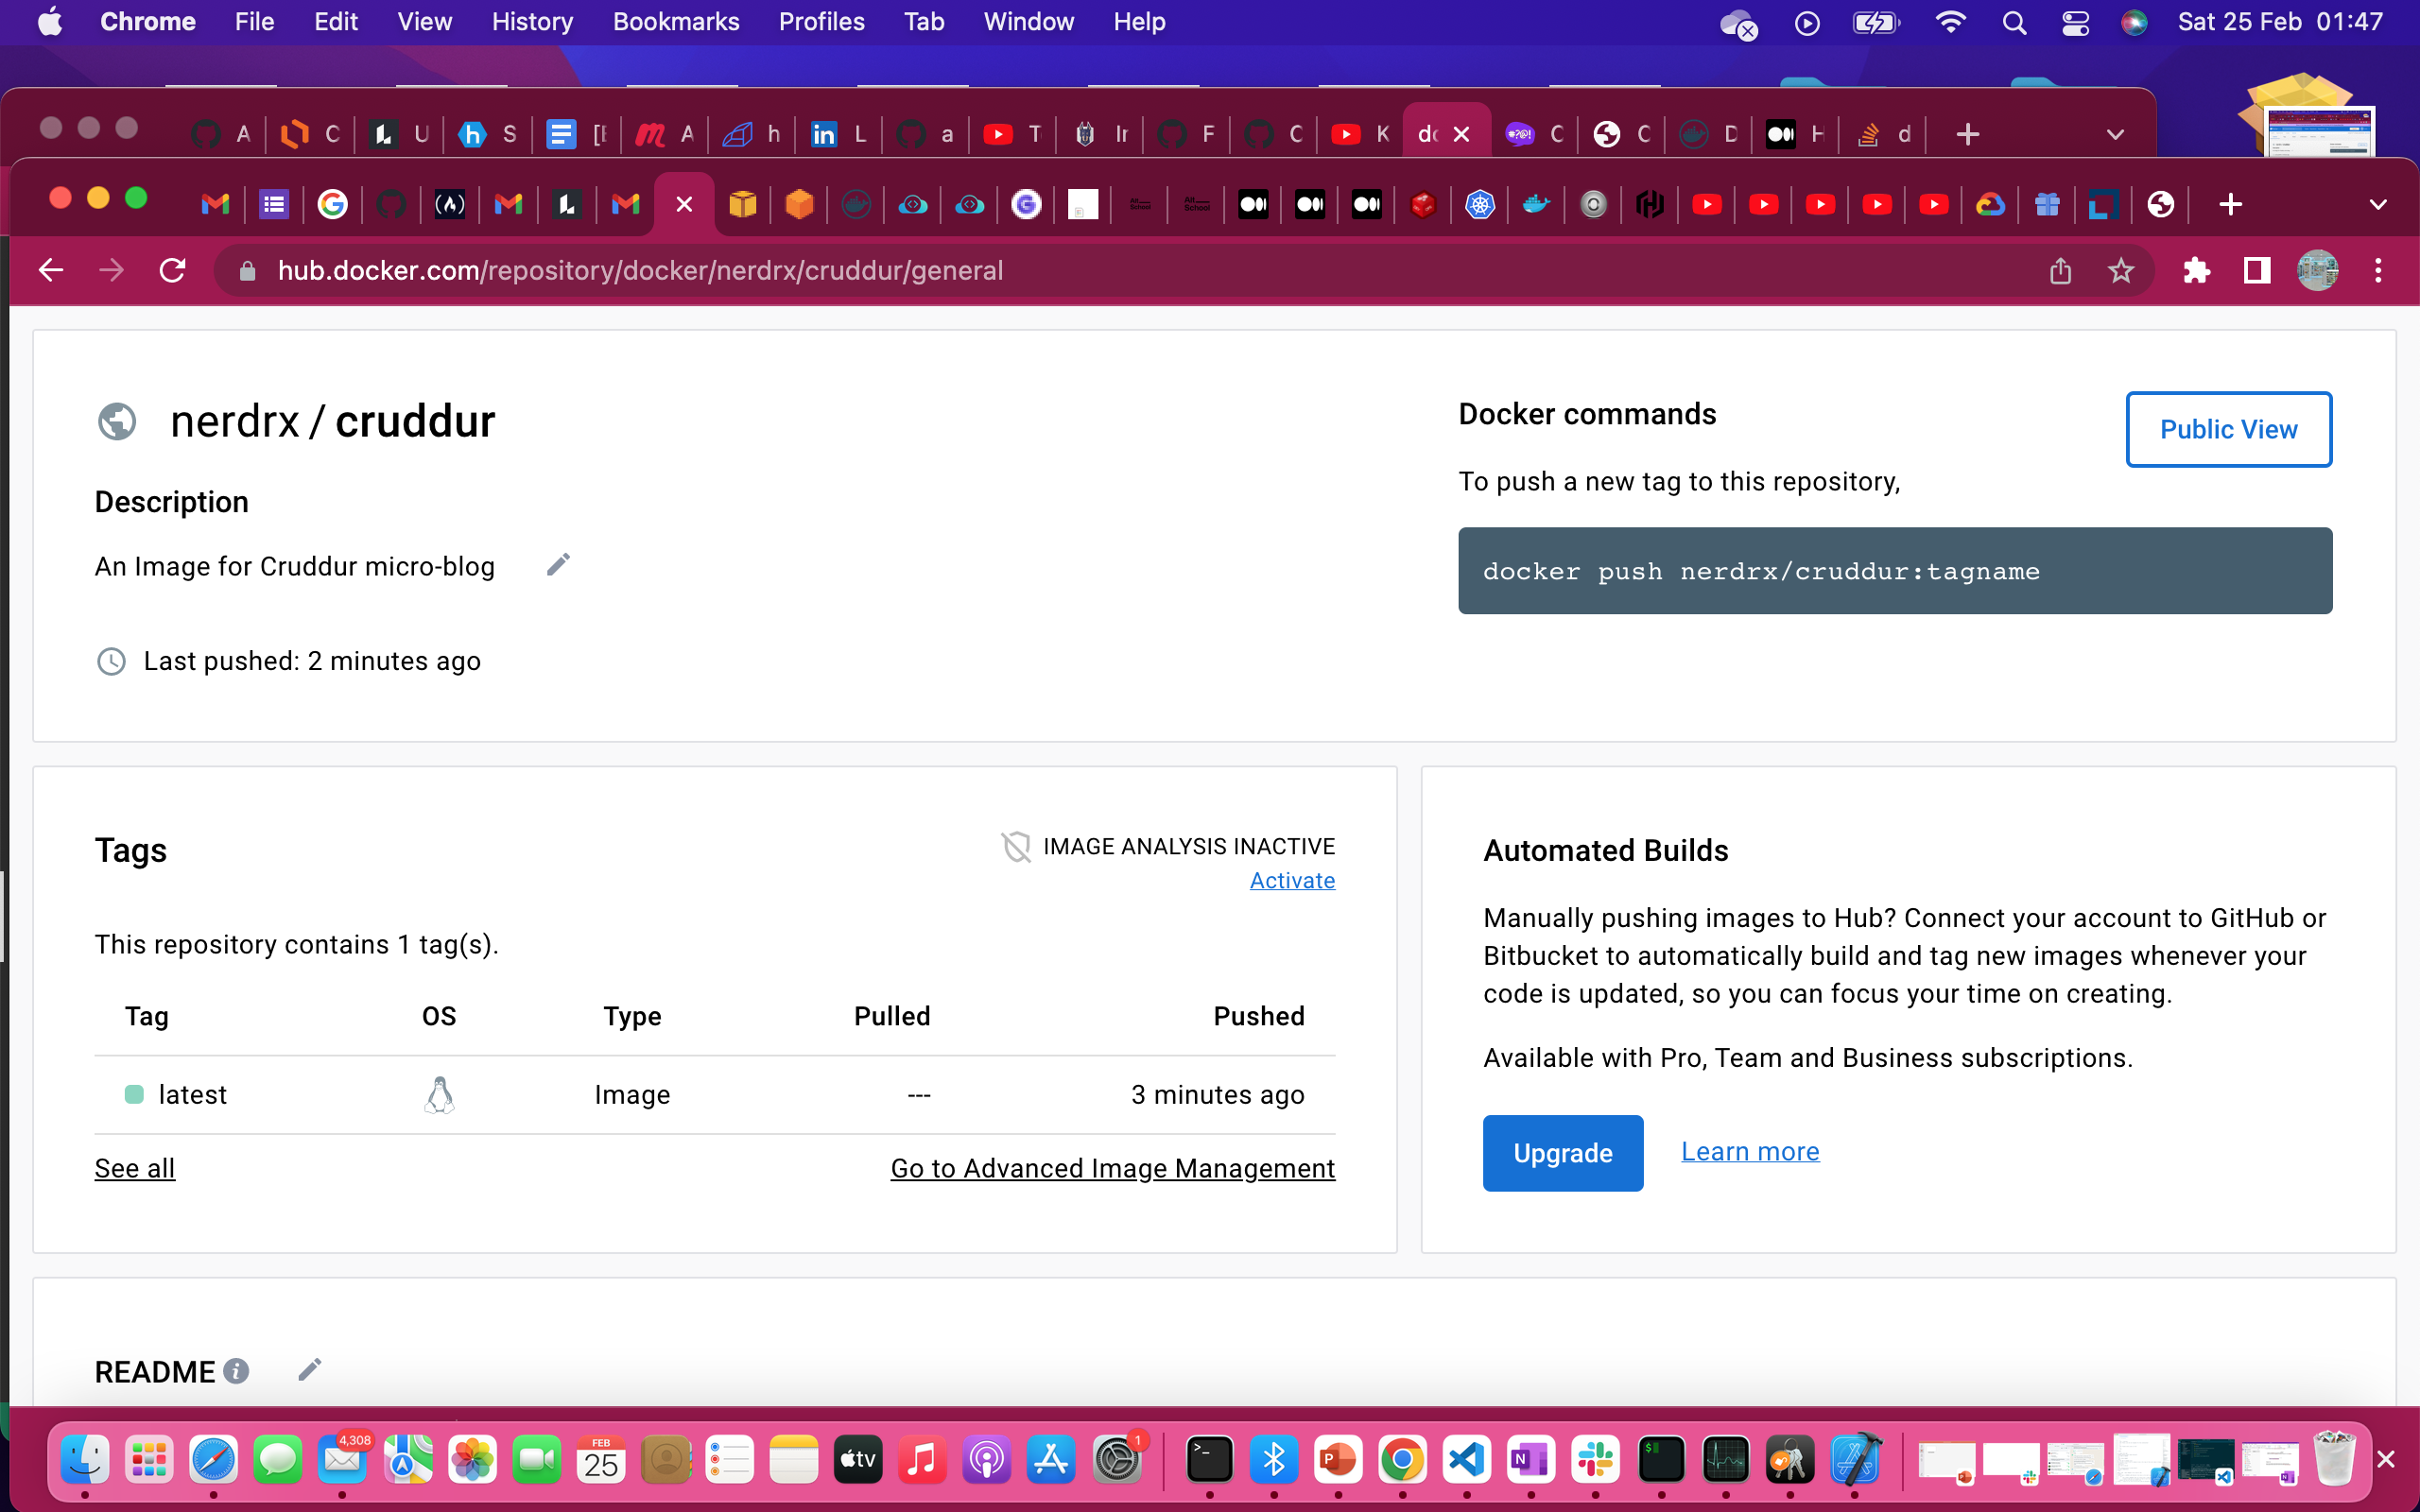 Chrome File Edit View History Bookmarks Profiles Tab Window Help Sat 25 Feb 01:47
A C U S A h L a T F C K C C D H d
hub.docker.com/repository/docker/nerdrx/cruddur/general
nerdrx / cruddur
Description
An Image for Cruddur micro-blog
Last pushed: 2 minutes ago
Docker commands
Public View
To push a new tag to this repository,
docker push nerdrx/cruddur:tagname
Tags
IMAGE ANALYSIS INACTIVE
Activate
This repository contains 1 tag(s).
Tag OS Type Pulled Pushed
latest Image --- 3 minutes ago
See all Go to Advanced Image Management
Automated Builds
Manually pushing images to Hub? Connect your account to GitHub or
Bitbucket to automatically build and tag new images whenever your
code is updated, so you can focus your time on creating.
Available with Pro, Team and Business subscriptions.
Upgrade Learn more
README
4,308
FEB
25
tv
1